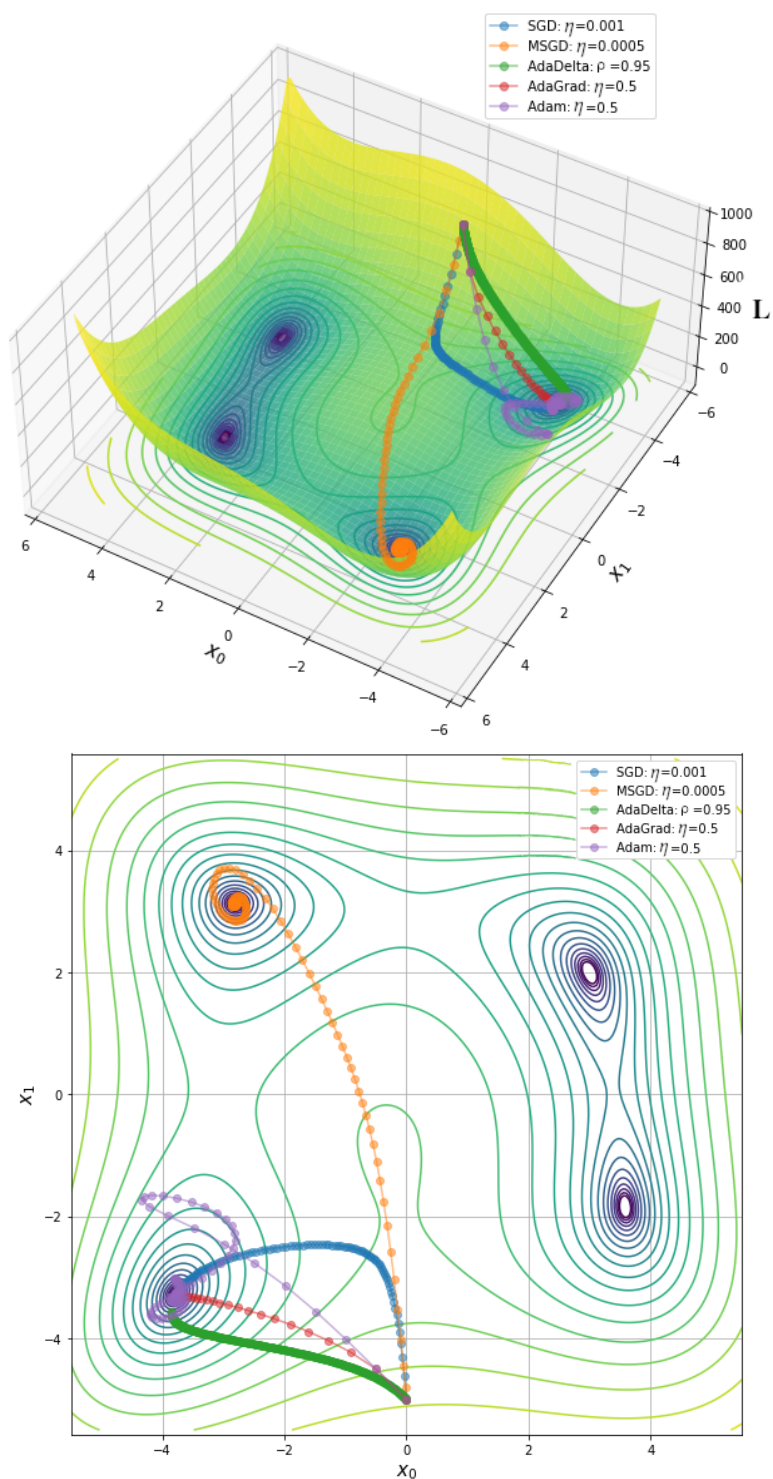 SGD: η=0.001
MSGD: η=0.0005
AdaDelta: ρ =0.95
AdaGrad: η=0.5
Adam: η=0.5
1000
800
600
400
200
0
L
−6
−4
−2
0
2
4
6
x₁
6
4
2
0
−2
−4
−6
x₀
SGD: η=0.001
MSGD: η=0.0005
AdaDelta: ρ =0.95
AdaGrad: η=0.5
Adam: η=0.5
4
2
0
−2
−4
x₁
−4
−2
0
2
4
x₀